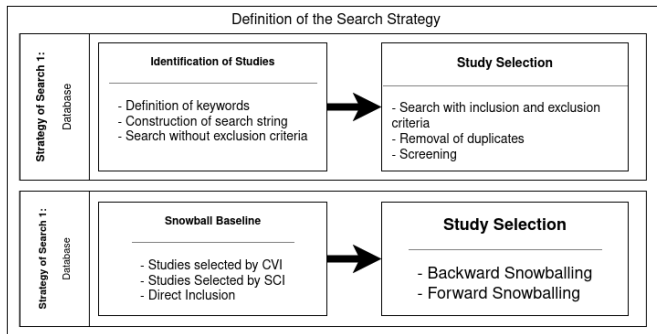 Definition of the Search Strategy
Strategy of Search 1:
Database
Identification of Studies
- Definition of keywords
- Construction of search string
- Search without exclusion criteria
Study Selection
- Search with inclusion and exclusion
criteria
- Removal of duplicates
- Screening
Strategy of Search 1:
Database
Snowball Baseline
- Studies selected by CVI
- Studies Selected by SCI
- Direct Inclusion
Study Selection
- Backward Snowballing
- Forward Snowballing